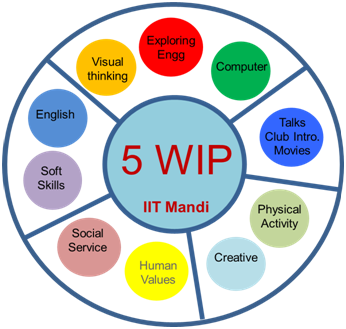 Exploring
Engg
Visual
thinking
Computer
English
Talks
Club Intro.
Movies
5 WIP
Soft
Skills
IIT Mandi
Physical
Activity
Social
Service
Creative
Human
Values